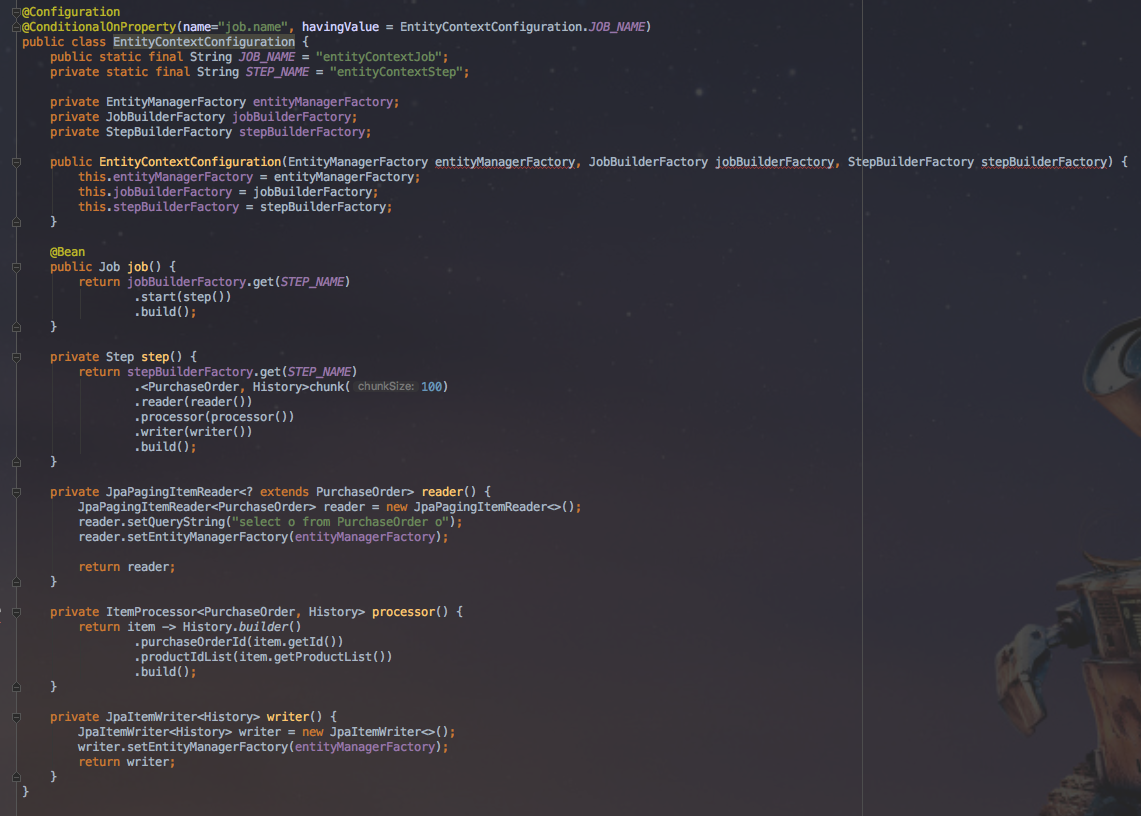 @Configuration
@ConditionalOnProperty(name="job.name", havingValue = EntityContextConfiguration.JOB_NAME)
public class EntityContextConfiguration {
    public static final String JOB_NAME = "entityContextJob";
    private static final String STEP_NAME = "entityContextStep";

    private EntityManagerFactory entityManagerFactory;
    private JobBuilderFactory jobBuilderFactory;
    private StepBuilderFactory stepBuilderFactory;

    public EntityContextConfiguration(EntityManagerFactory entityManagerFactory, JobBuilderFactory jobBuilderFactory, StepBuilderFactory stepBuilderFactory) {
        this.entityManagerFactory = entityManagerFactory;
        this.jobBuilderFactory = jobBuilderFactory;
        this.stepBuilderFactory = stepBuilderFactory;
    }

    @Bean
    public Job job() {
        return jobBuilderFactory.get(STEP_NAME)
                .start(step())
                .build();
    }

    private Step step() {
        return stepBuilderFactory.get(STEP_NAME)
                .<PurchaseOrder, History>chunk( chunkSize: 100)
                .reader(reader())
                .processor(processor())
                .writer(writer())
                .build();
    }

    private JpaPagingItemReader<? extends PurchaseOrder> reader() {
        JpaPagingItemReader<PurchaseOrder> reader = new JpaPagingItemReader<>();
        reader.setQueryString("select o from PurchaseOrder o");
        reader.setEntityManagerFactory(entityManagerFactory);

        return reader;
    }

    private ItemProcessor<PurchaseOrder, History> processor() {
        return item -> History.builder()
                .purchaseOrderId(item.getId())
                .productIdList(item.getProductList())
                .build();
    }

    private JpaItemWriter<History> writer() {
        JpaItemWriter<History> writer = new JpaItemWriter<>();
        writer.setEntityManagerFactory(entityManagerFactory);
        return writer;
    }
}